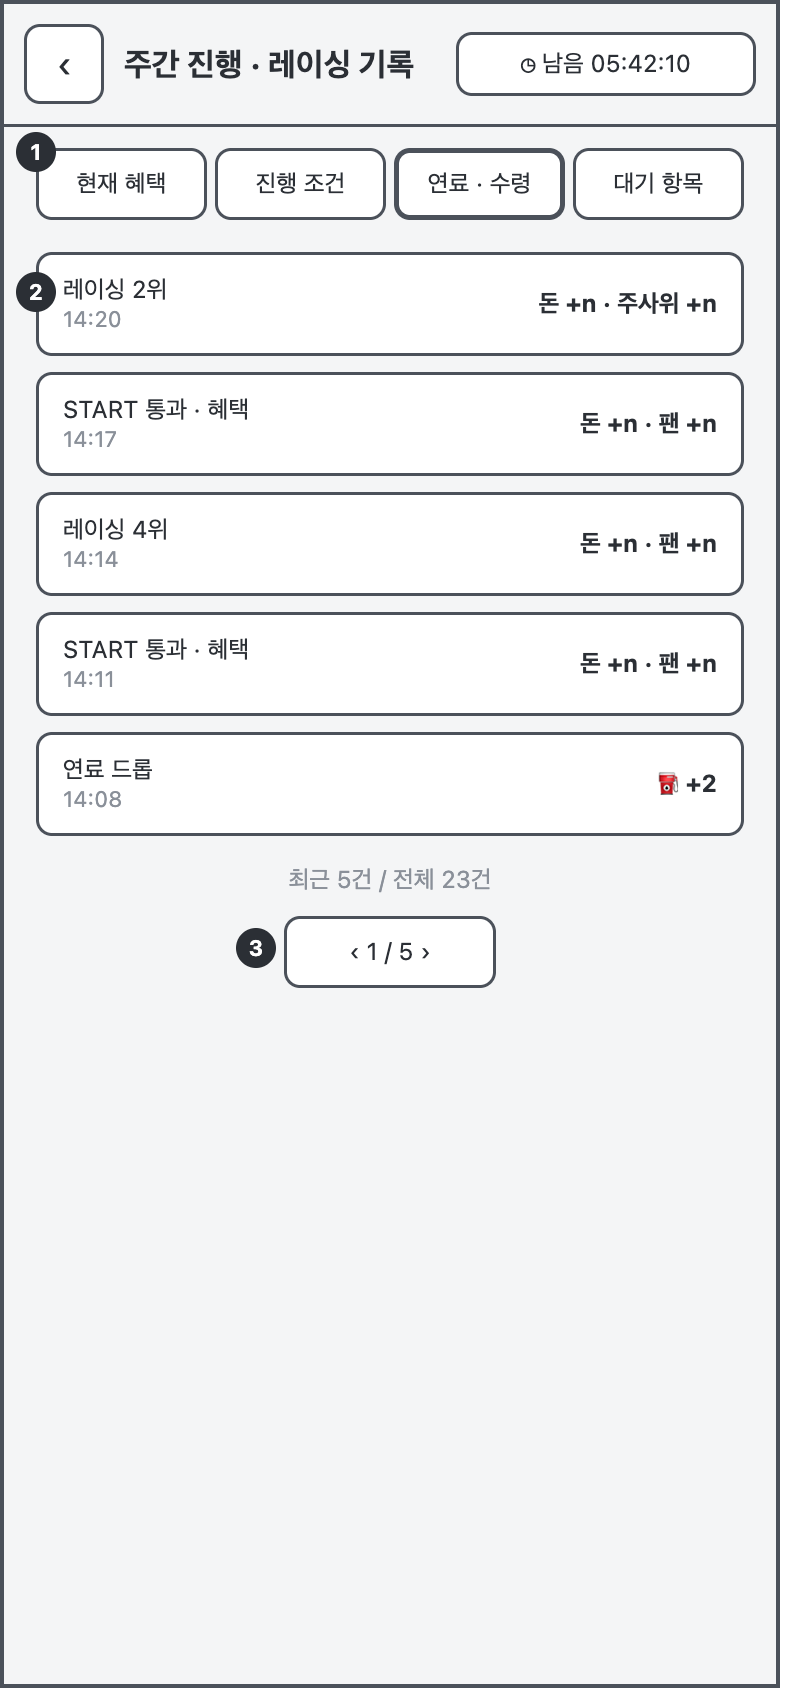 ‹
주간 진행 · 레이싱 기록
◷ 남음 05:42:10
1
현재 혜택
진행 조건
연료 · 수령
대기 항목
2
레이싱 2위
14:20
돈 +n · 주사위 +n
START 통과 · 혜택
14:17
돈 +n · 팬 +n
레이싱 4위
14:14
돈 +n · 팬 +n
START 통과 · 혜택
14:11
돈 +n · 팬 +n
연료 드롭
14:08
⛽ +2
최근 5건 / 전체 23건
3
‹ 1 / 5 ›